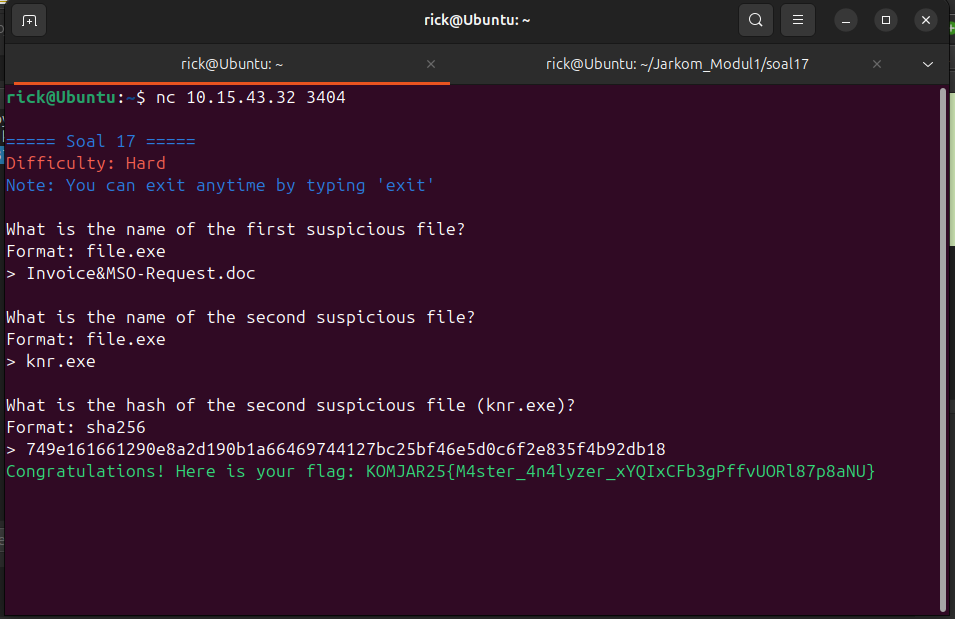 rick@Ubuntu: ~
rick@Ubuntu: ~
rick@Ubuntu: ~/Jarkom_Modul1/soal17
rick@Ubuntu:~$ nc 10.15.43.32 3404
===== Soal 17 =====
Difficulty: Hard
Note: You can exit anytime by typing 'exit'
What is the name of the first suspicious file?
Format: file.exe
> Invoice&MSO-Request.doc
What is the name of the second suspicious file?
Format: file.exe
> knr.exe
What is the hash of the second suspicious file (knr.exe)?
Format: sha256
> 749e161661290e8a2d190b1a66469744127bc25bf46e5d0c6f2e835f4b92db18
Congratulations! Here is your flag: KOMJAR25{M4ster_4n4lyzer_xYQIxCFb3gPffvUORl87p8aNU}